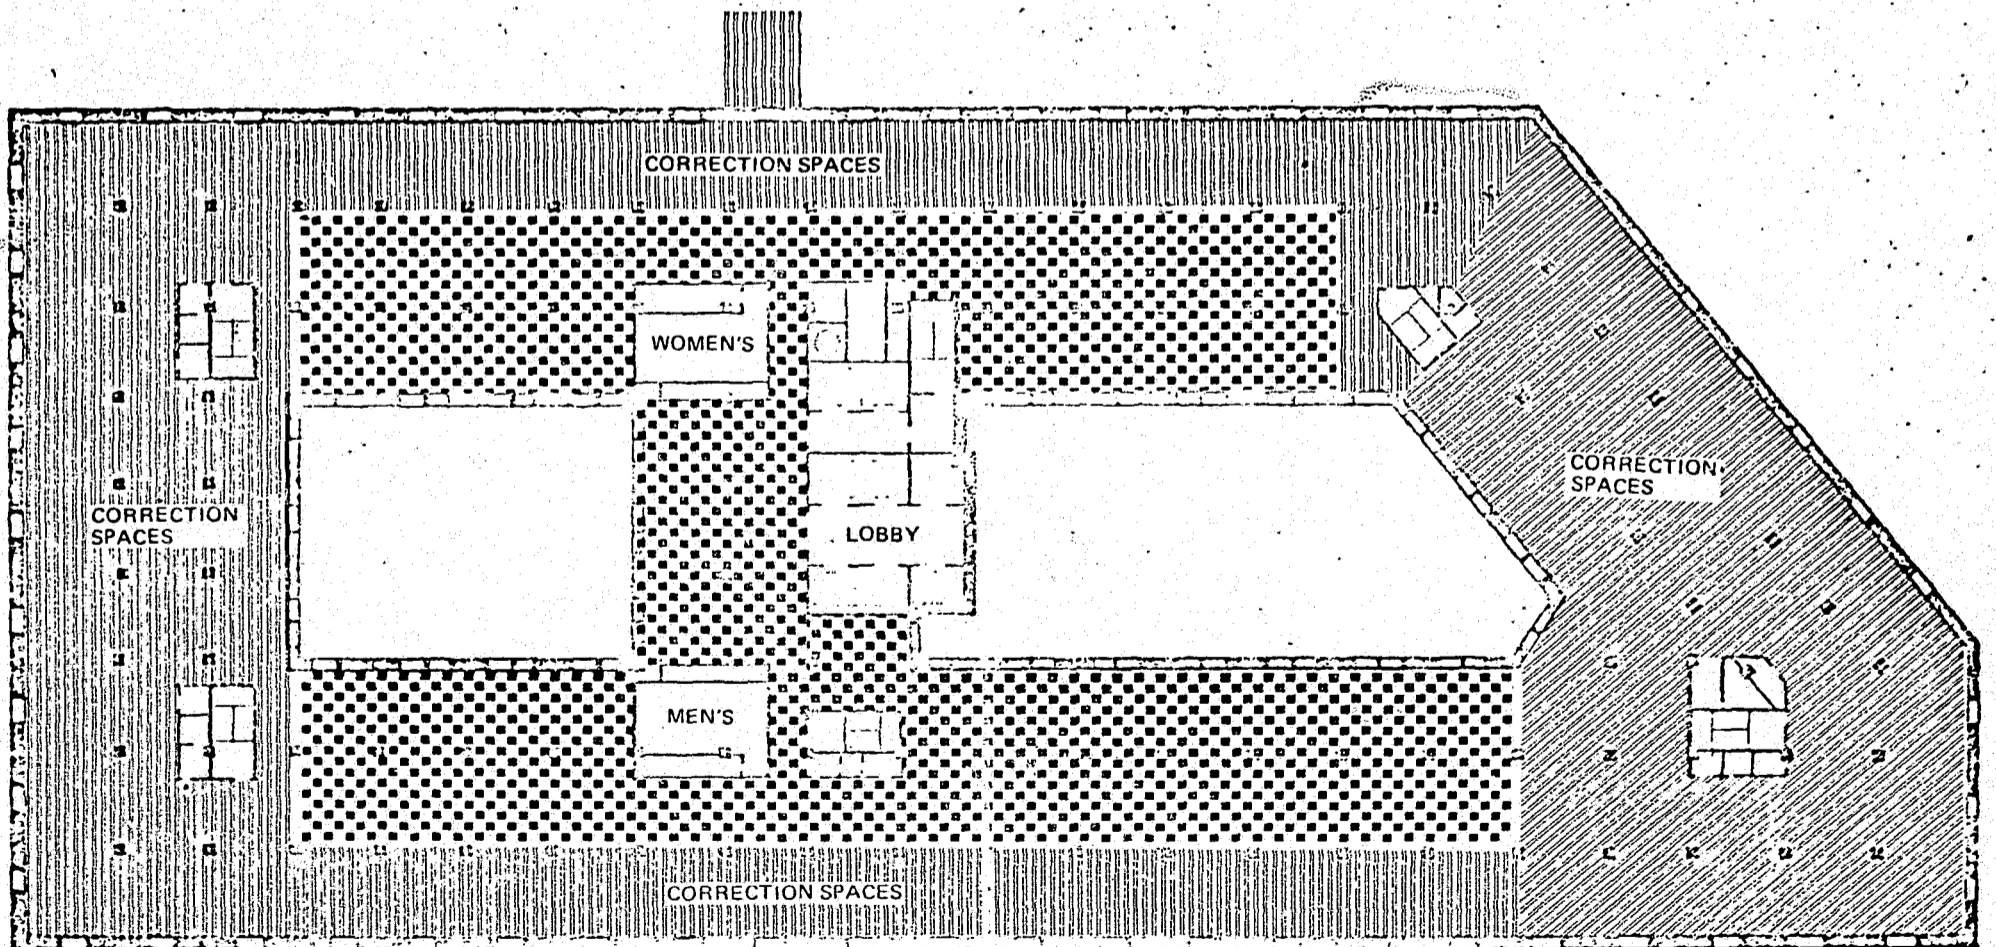 CORRECTION SPACES
WOMEN'S
CORRECTION
SPACES
CORRECTION
SPACES
LOBBY
MEN'S
CORRECTION SPACES